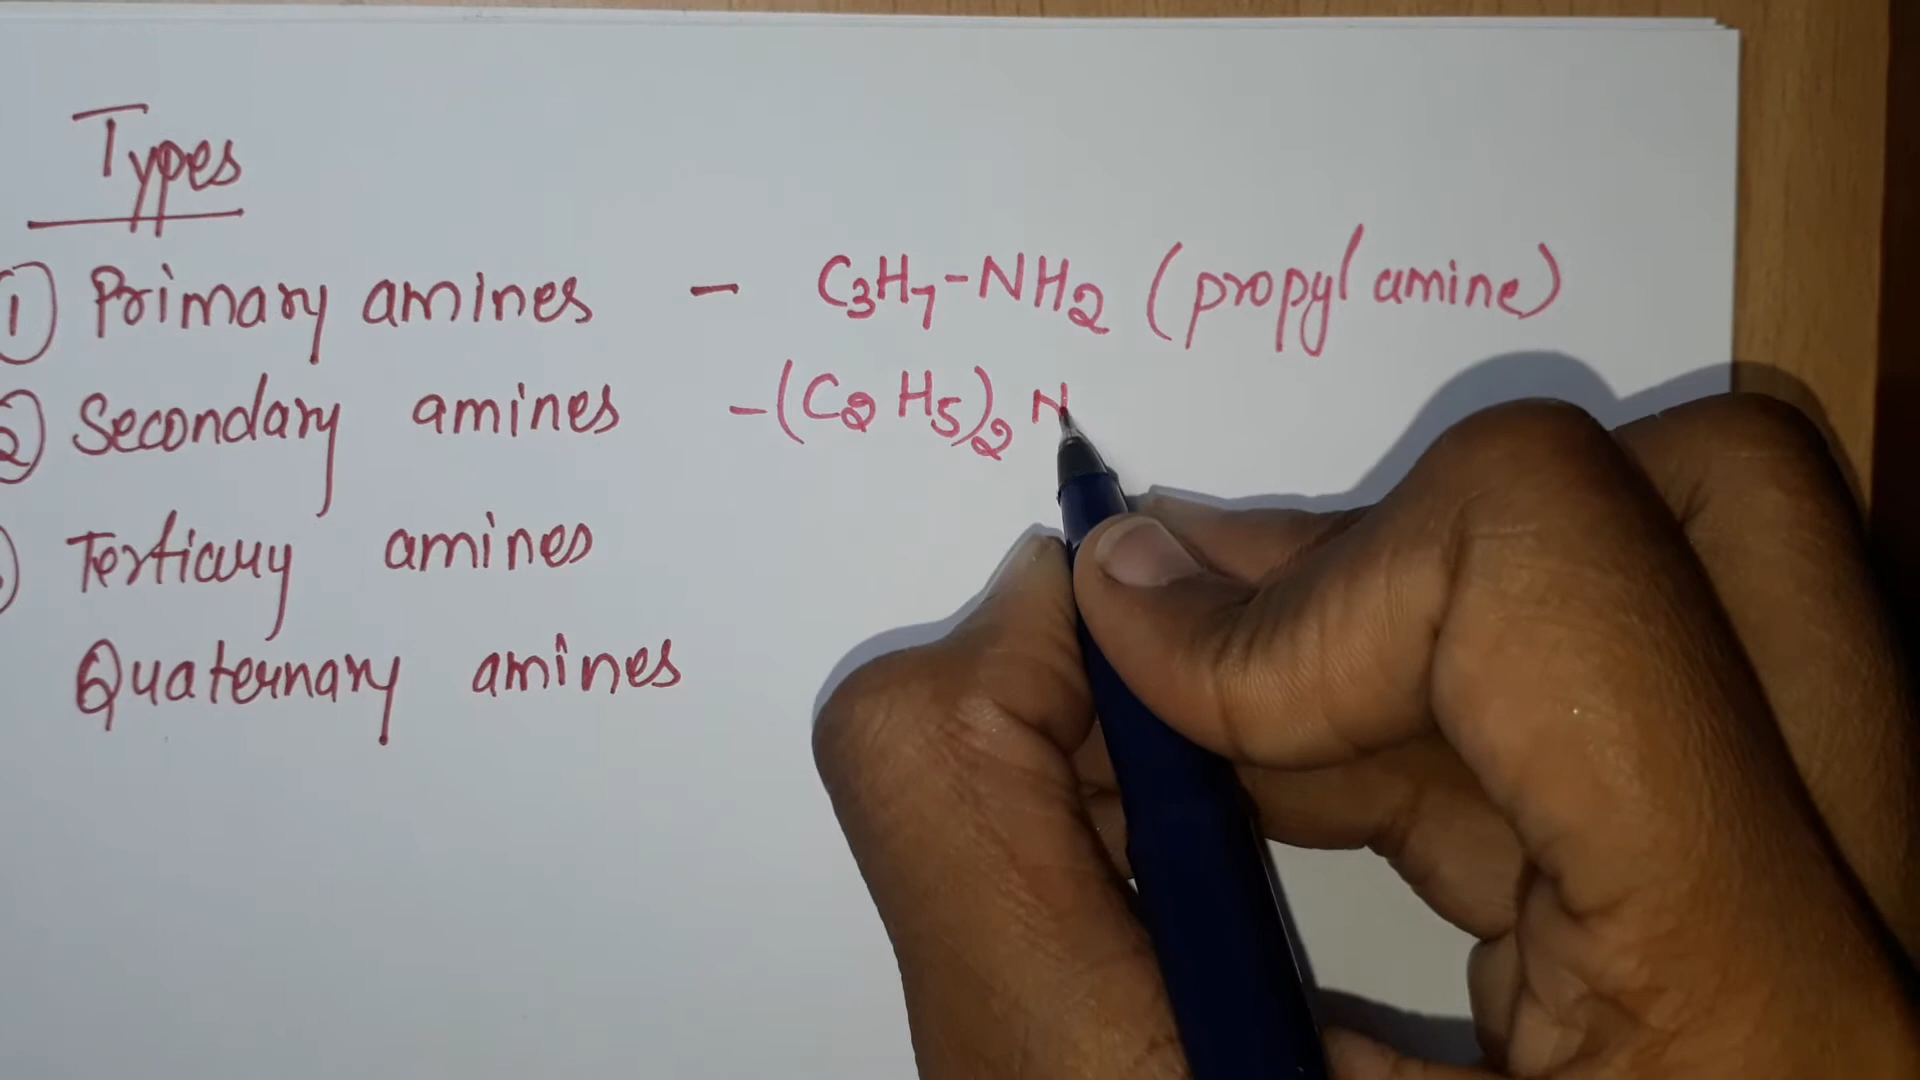 Types
① Primary amines - C₃H₇-NH₂ (propyl amine)
② Secondary amines -(C₂H₅)₂N
Tertiary amines
Quaternary amines